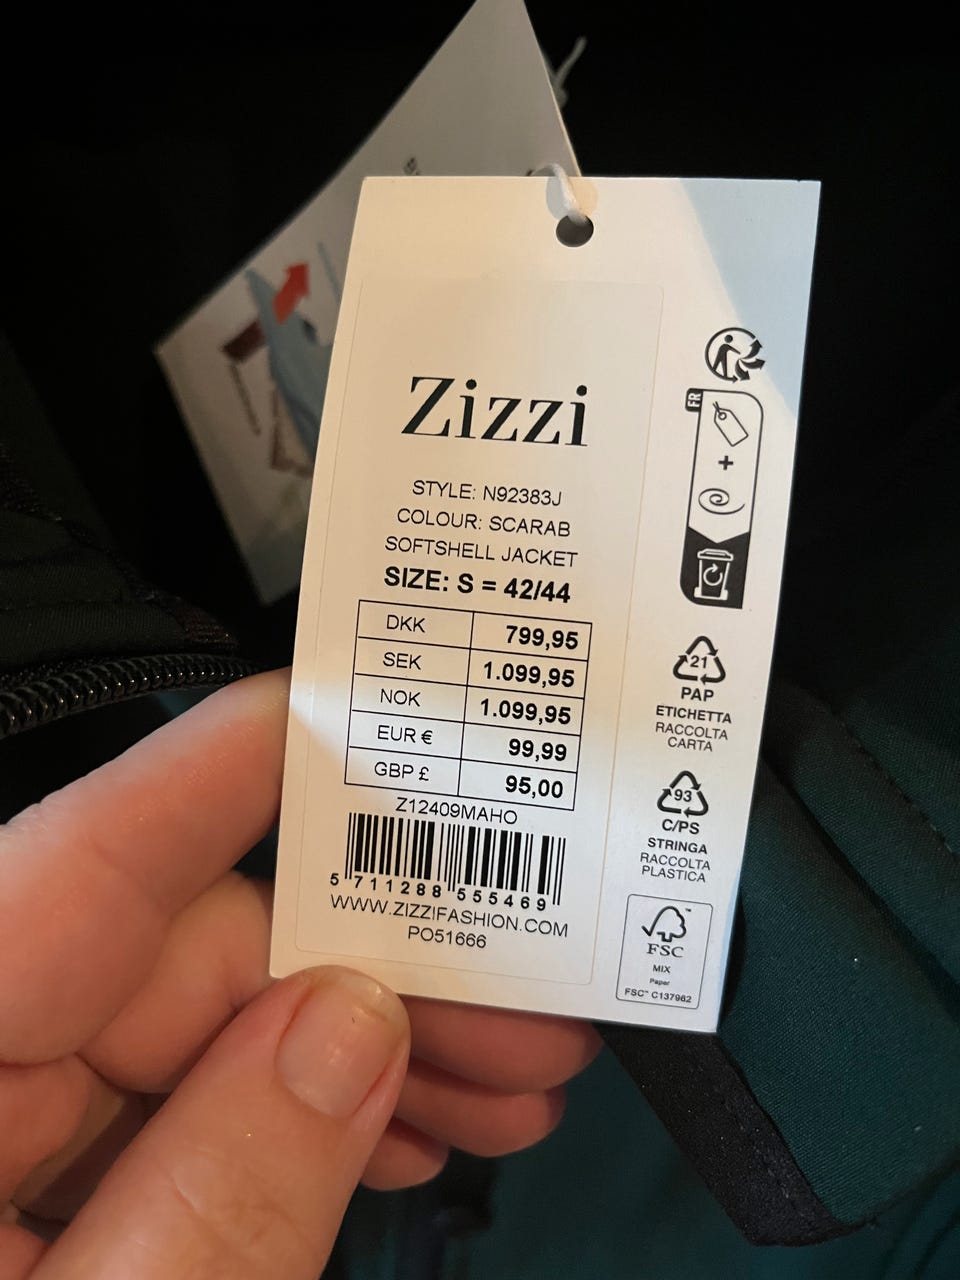 Zizzi
STYLE: N92383J
COLOUR: SCARAB
SOFTSHELL JACKET
SIZE: S = 42/44
DKK 799,95
SEK 1.099,95
NOK 1.099,95
EUR € 99,99
GBP £ 95,00
Z12409MAHO
5 711288 555469
WWW.ZIZZIFASHION.COM
PO51666
FR
+
21
PAP
ETICHETTA
RACCOLTA
CARTA
93
C/PS
STRINGA
RACCOLTA
PLASTICA
FSC
MIX
Paper
FSC™ C137962